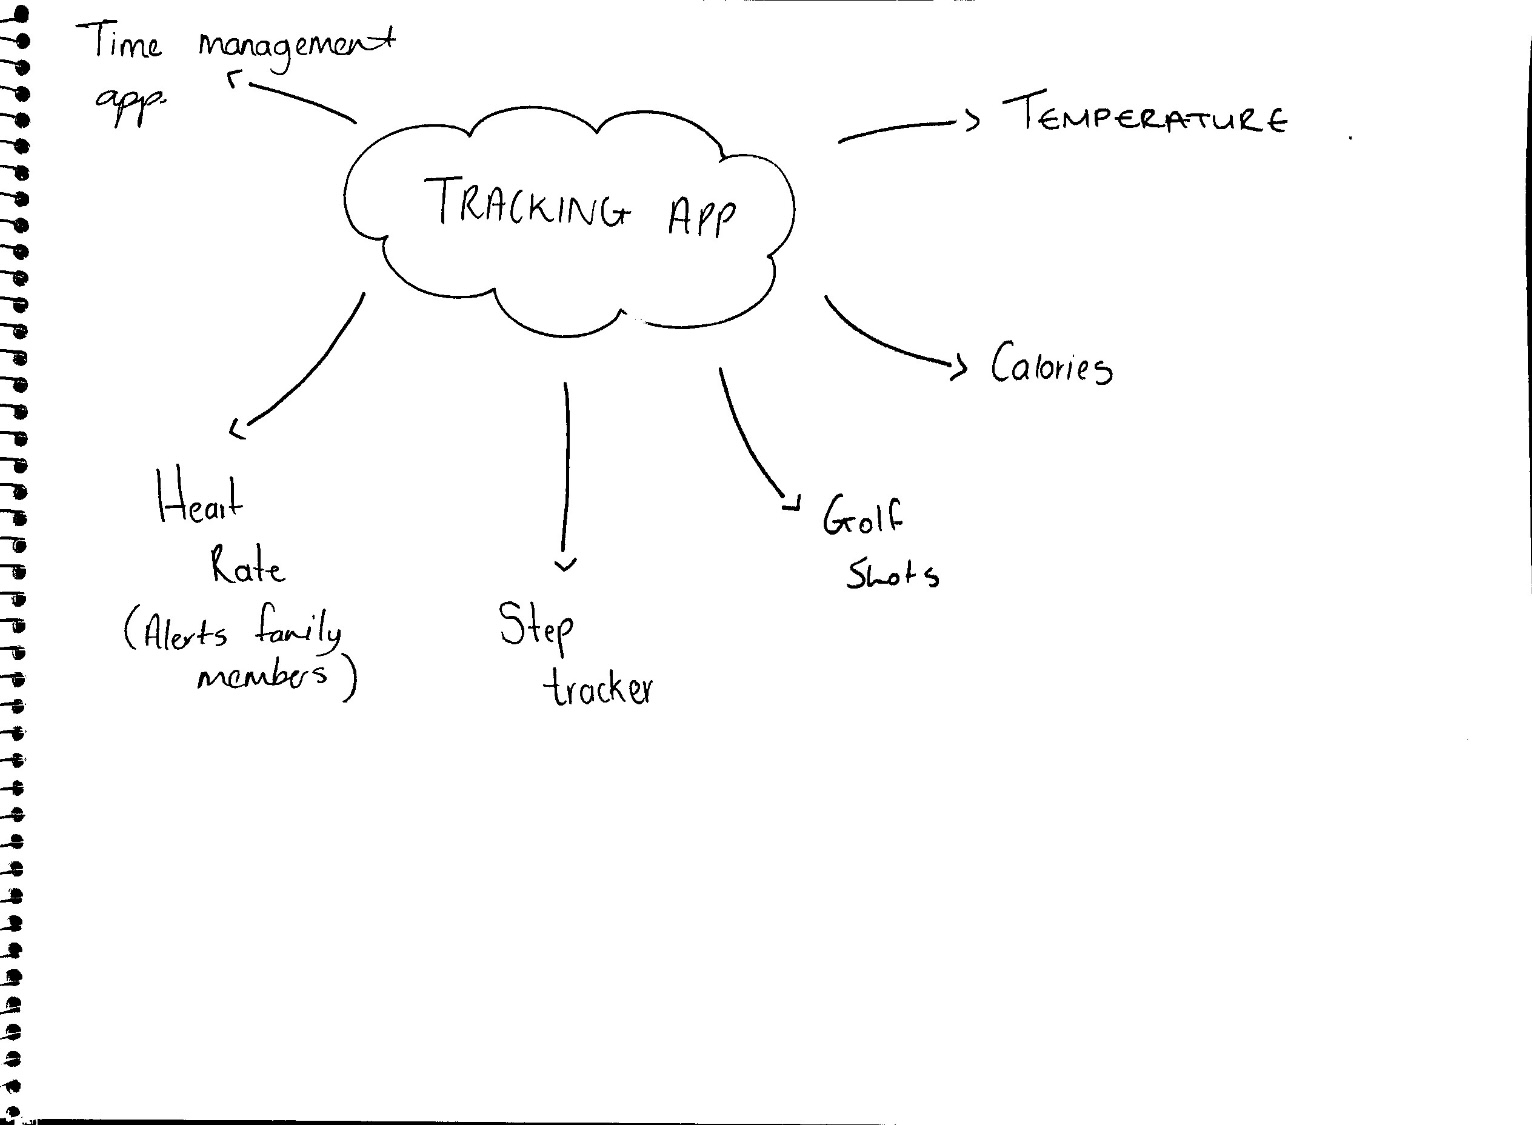 Time management
app.
TEMPERATURE
TRACKING APP
Calories
Heart
Rate
(Alerts family
members)
Step
tracker
Golf
Shots